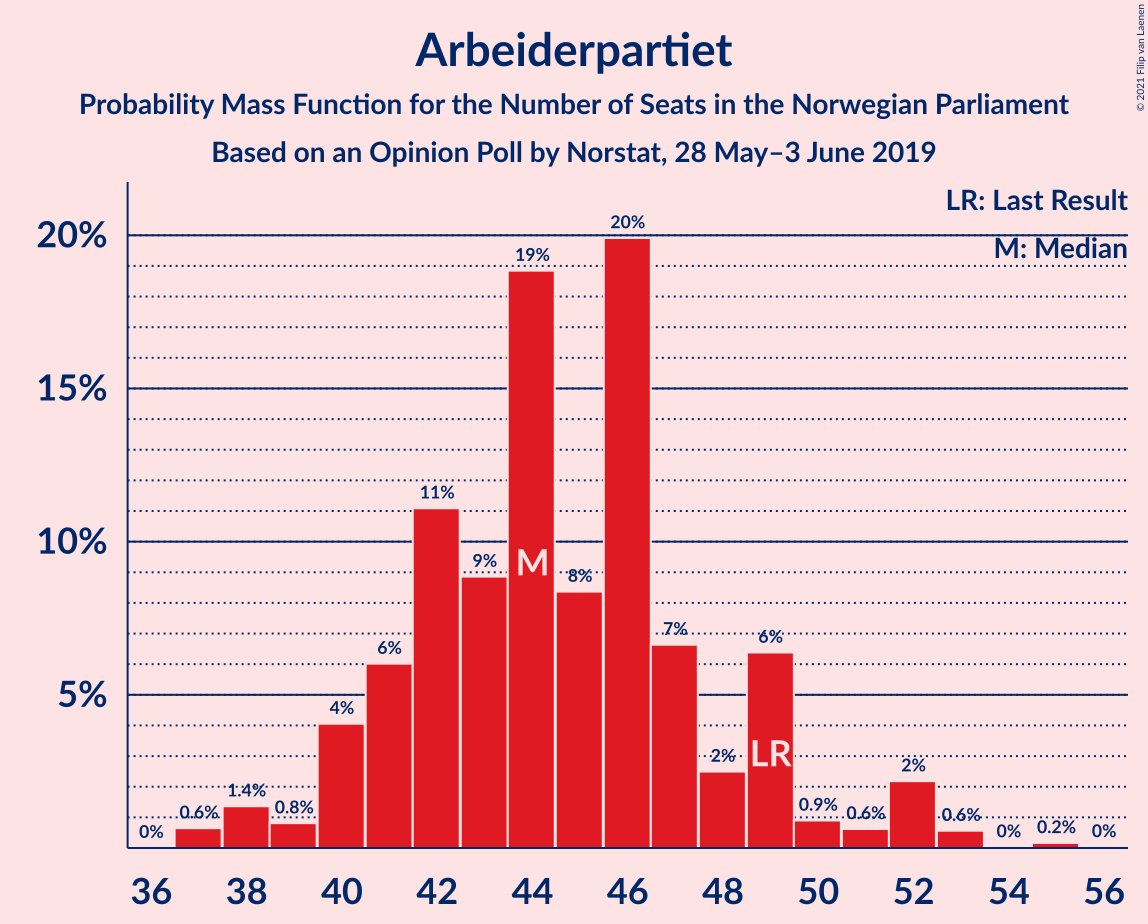 Arbeiderpartiet
Probability Mass Function for the Number of Seats in the Norwegian Parliament
Based on an Opinion Poll by Norstat, 28 May–3 June 2019
© 2021 Filip van Laenen
LR: Last Result
M: Median
20%
15%
10%
5%
0%
0.6%
1.4%
0.8%
4%
6%
11%
9%
19%
8%
20%
7%
2%
6%
0.9%
0.6%
2%
0.6%
0%
0.2%
0%
M
LR
36 38 40 42 44 46 48 50 52 54 56